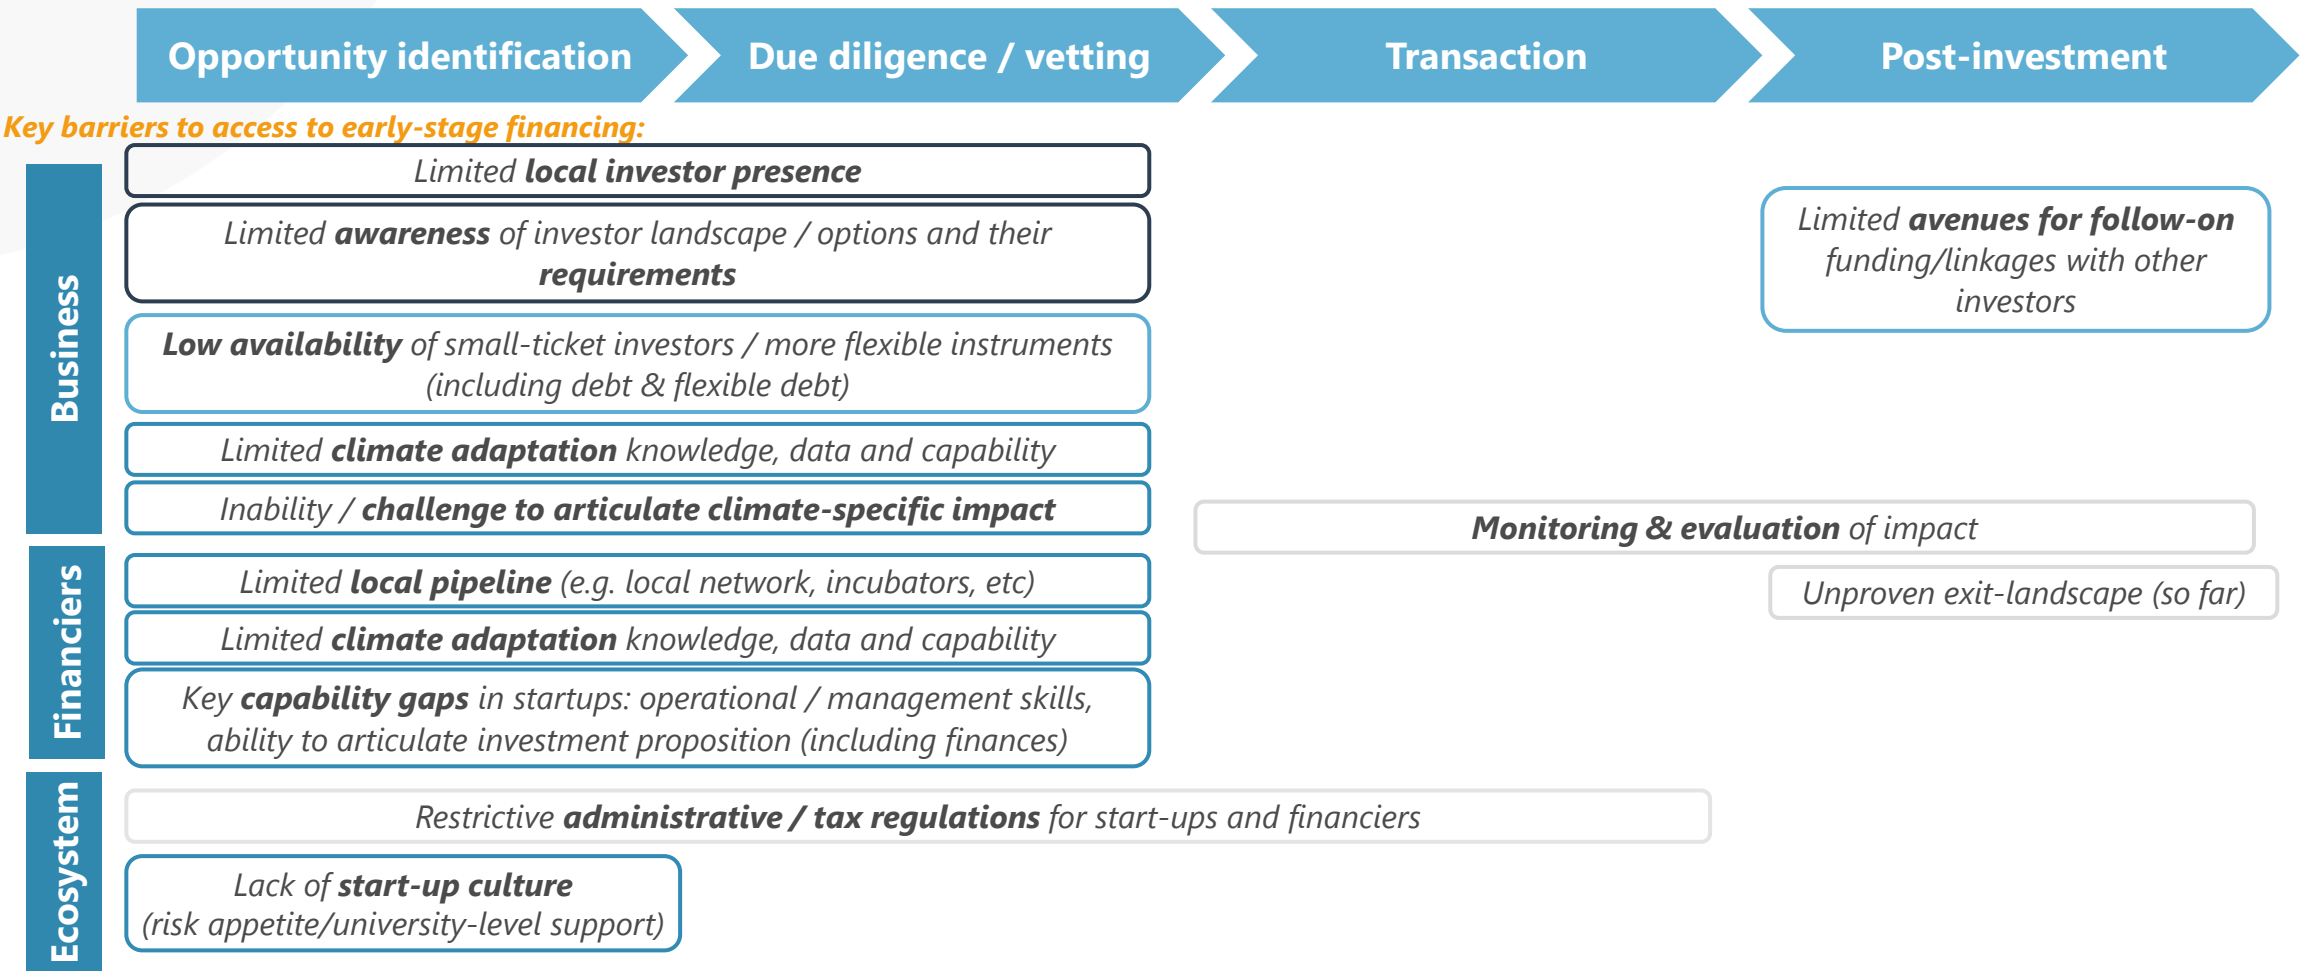 Opportunity identification
Due diligence / vetting
Transaction
Post-investment
Key barriers to access to early-stage financing:
Business
Limited local investor presence
Limited awareness of investor landscape / options and their
requirements
Low availability of small-ticket investors / more flexible instruments
(including debt & flexible debt)
Limited climate adaptation knowledge, data and capability
Inability / challenge to articulate climate-specific impact
Limited avenues for follow-on
funding/linkages with other
investors
Monitoring & evaluation of impact
Financiers
Limited local pipeline (e.g. local network, incubators, etc)
Limited climate adaptation knowledge, data and capability
Key capability gaps in startups: operational / management skills,
ability to articulate investment proposition (including finances)
Unproven exit-landscape (so far)
Ecosystem
Restrictive administrative / tax regulations for start-ups and financiers
Lack of start-up culture
(risk appetite/university-level support)